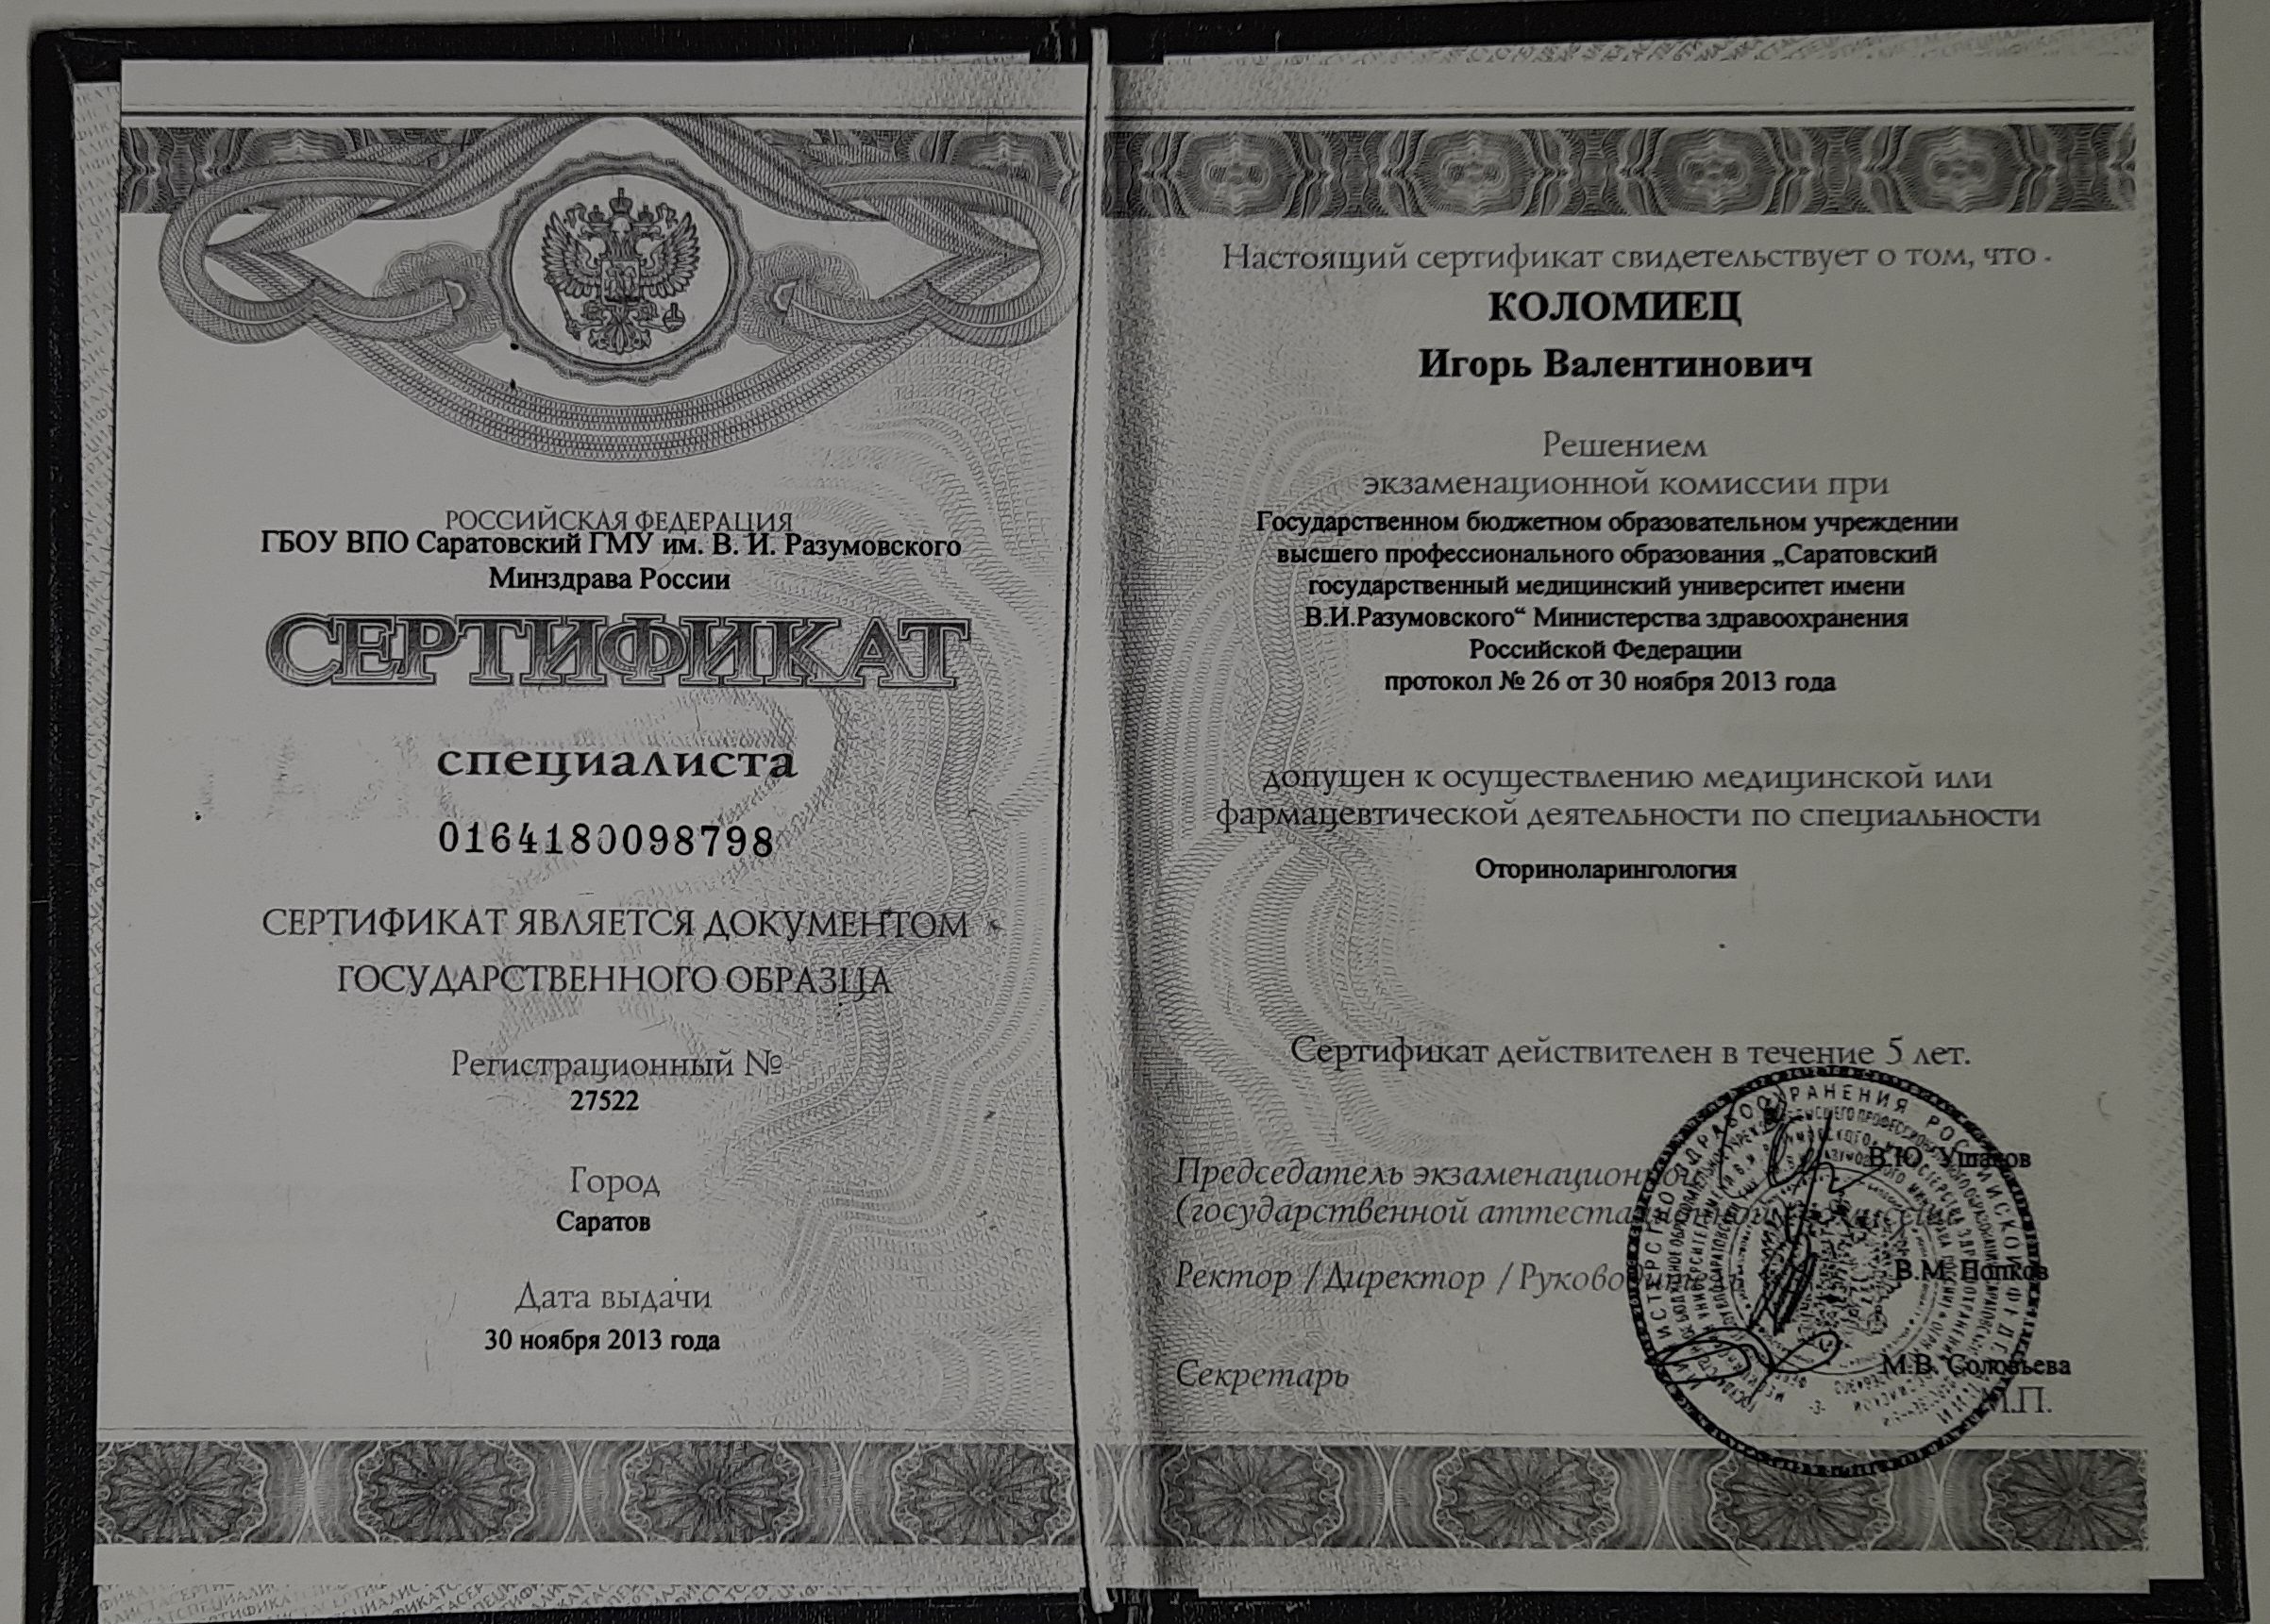 РОССИЙСКАЯ ФЕДЕРАЦИЯ
ГБОУ ВПО Саратовский ГМУ им. В. И. Разумовского
Минздрава России
СЕРТИФИКАТ
специалиста
0164180098798
СЕРТИФИКАТ ЯВЛЯЕТСЯ ДОКУМЕНТОМ
ГОСУДАРСТВЕННОГО ОБРАЗЦА
Регистрационный №
27522
Город
Саратов
Дата выдачи
30 ноября 2013 года
Настоящий сертификат свидетельствует о том, что
КОЛОМИЕЦ
Игорь Валентинович
Решением
экзаменационной комиссии при
Государственном бюджетном образовательном учреждении
высшего профессионального образования „Саратовский
государственный медицинский университет имени
В.И.Разумовского“ Министерства здравоохранения
Российской Федерации
протокол № 26 от 30 ноября 2013 года
допущен к осуществлению медицинской или
фармацевтической деятельности по специальности
Оториноларингология
Сертификат действителен в течение 5 лет.
Председатель экзаменационной В.Ю. Ушаков
(государственной аттестационной) комиссии
Ректор /Директор /Руководитель В.М. Попков
Секретарь М.В. Соловьева
М.П.